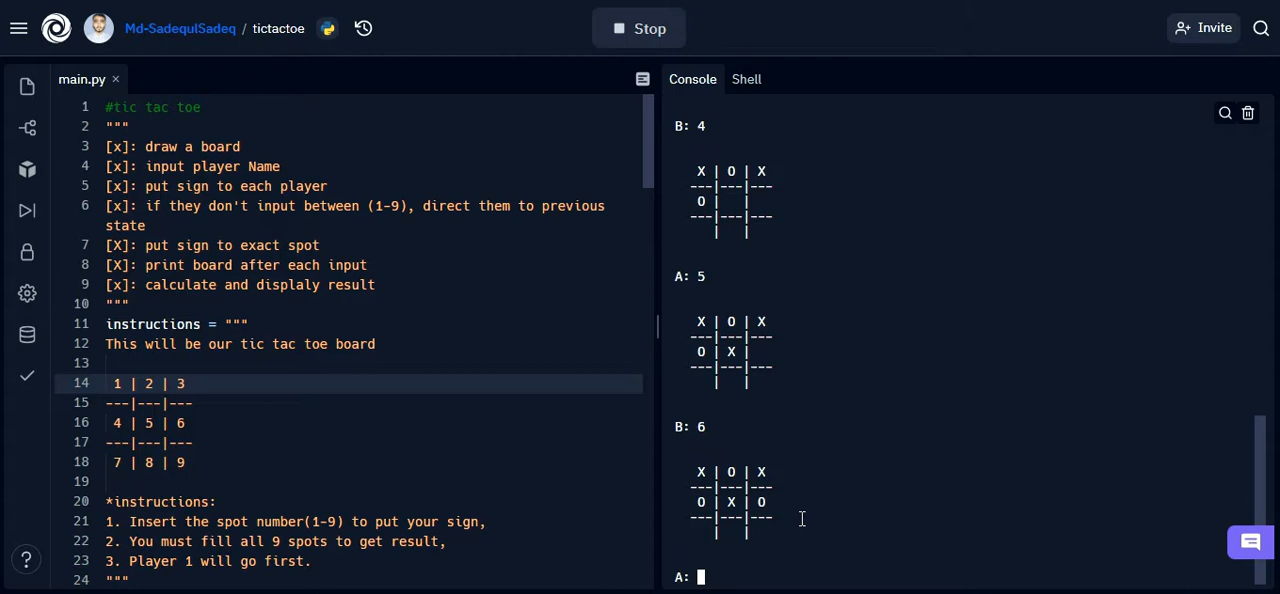 Md-SadequlSadeq / tictactoe
Stop
Invite
main.py ×
Console Shell
1 #tic tac toe
2 """
3 [x]: draw a board
4 [x]: input player Name
5 [x]: put sign to each player
6 [x]: if they don't input between (1-9), direct them to previous
state
7 [X]: put sign to exact spot
8 [X]: print board after each input
9 [x]: calculate and displaly result
10 """
11 instructions = """
12 This will be our tic tac toe board
13
14 1 | 2 | 3
15 ---|---|---
16 4 | 5 | 6
17 ---|---|---
18 7 | 8 | 9
19
20 *instructions:
21 1. Insert the spot number(1-9) to put your sign,
22 2. You must fill all 9 spots to get result,
23 3. Player 1 will go first.
24 """
B: 4
X | O | X
---|---|---
O |   |
---|---|---
|   |
A: 5
X | O | X
---|---|---
O | X |
---|---|---
|   |
B: 6
X | O | X
---|---|---
O | X | O
---|---|---
|   |
A:
?